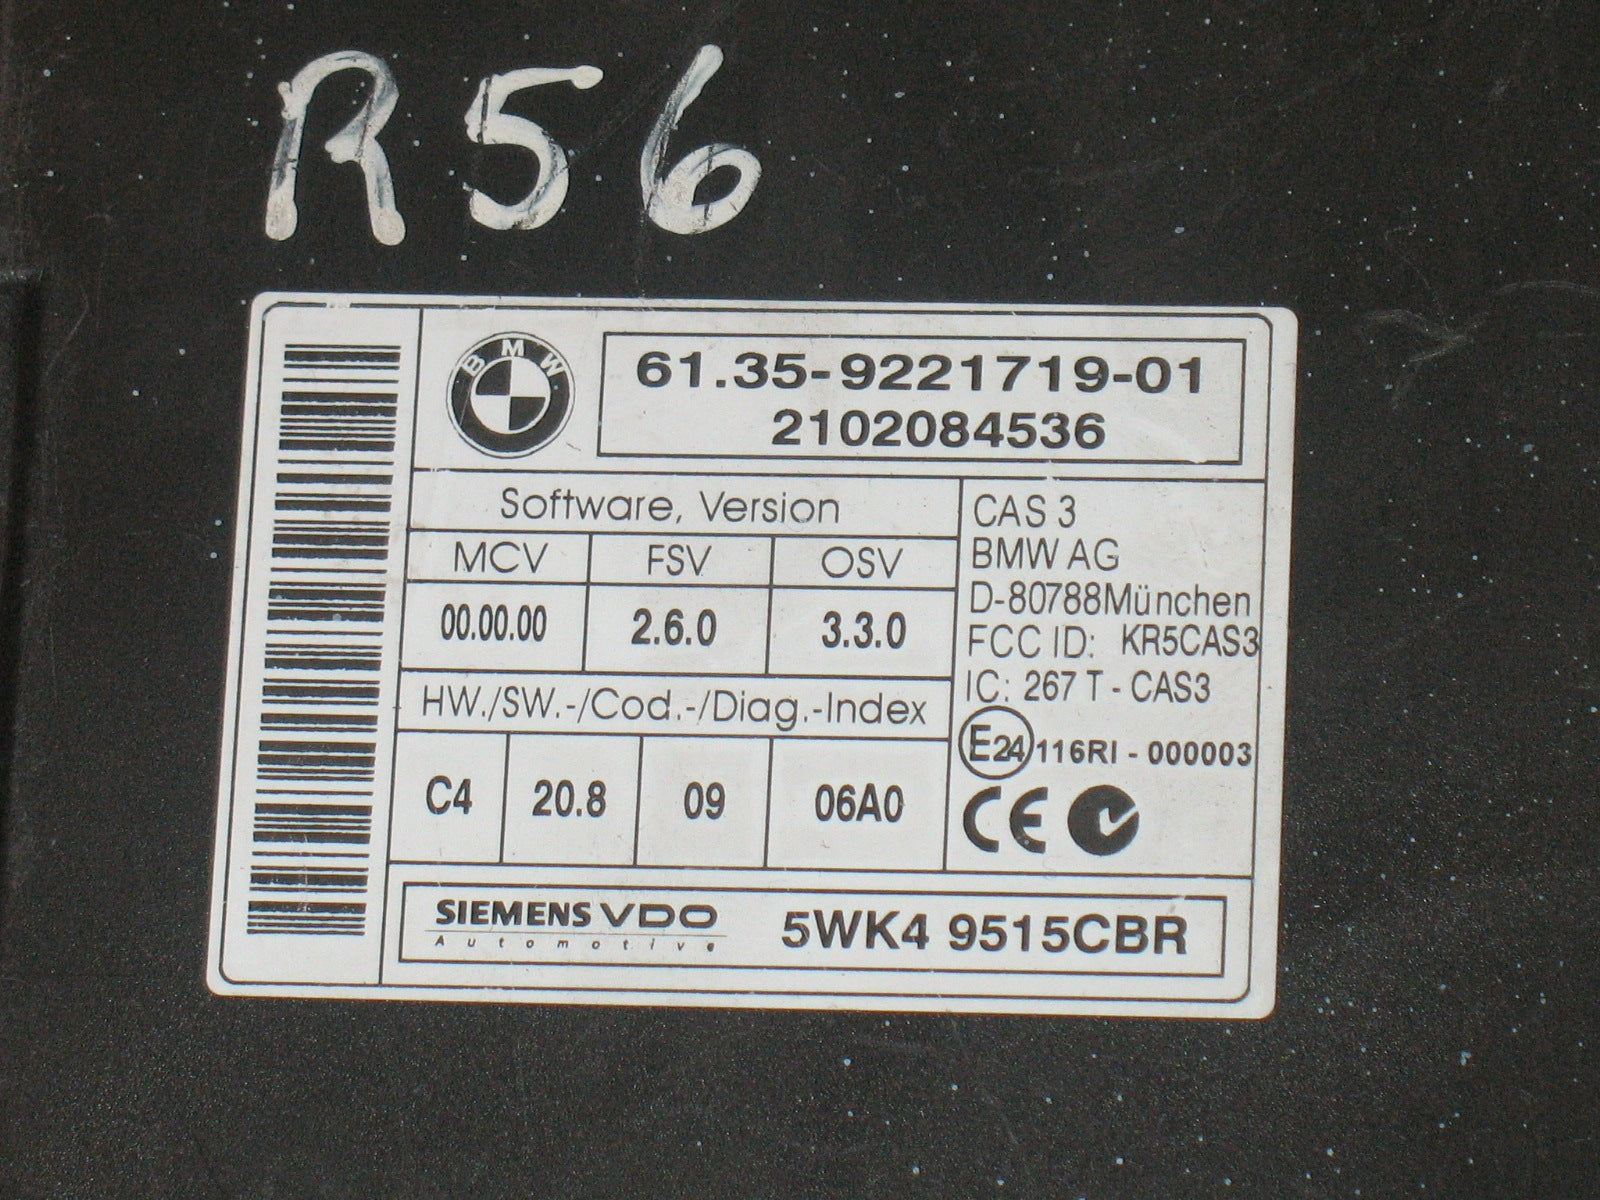 R56
BMW
61.35-9221719-01
2102084536
Software, Version
MCV FSV OSV
00.00.00 2.6.0 3.3.0
HW./SW.-/Cod.-/Diag.-Index
C4 20.8 09 06A0
CAS 3
BMW AG
D-80788München
FCC ID: KR5CAS3
IC: 267 T - CAS3
E24 116RI - 000003
CE
SIEMENS VDO
Automotive
5WK4 9515CBR